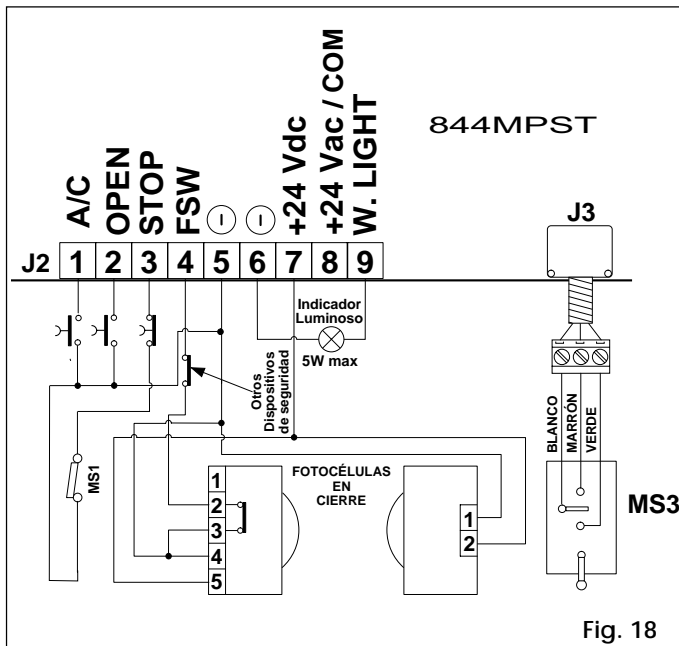 844MPST
A/C
OPEN
STOP
FSW
−
−
+24 Vdc
+24 Vac / COM
W. LIGHT
J2
1 2 3 4 5 6 7 8 9
J3
Indicador
Luminoso
5W max
Otros
Dispositivos
de seguridad
MS1
FOTOCÉLULAS
EN
CIERRE
1
2
3
4
5
1
2
BLANCO
MARRÓN
VERDE
MS3
Fig. 18